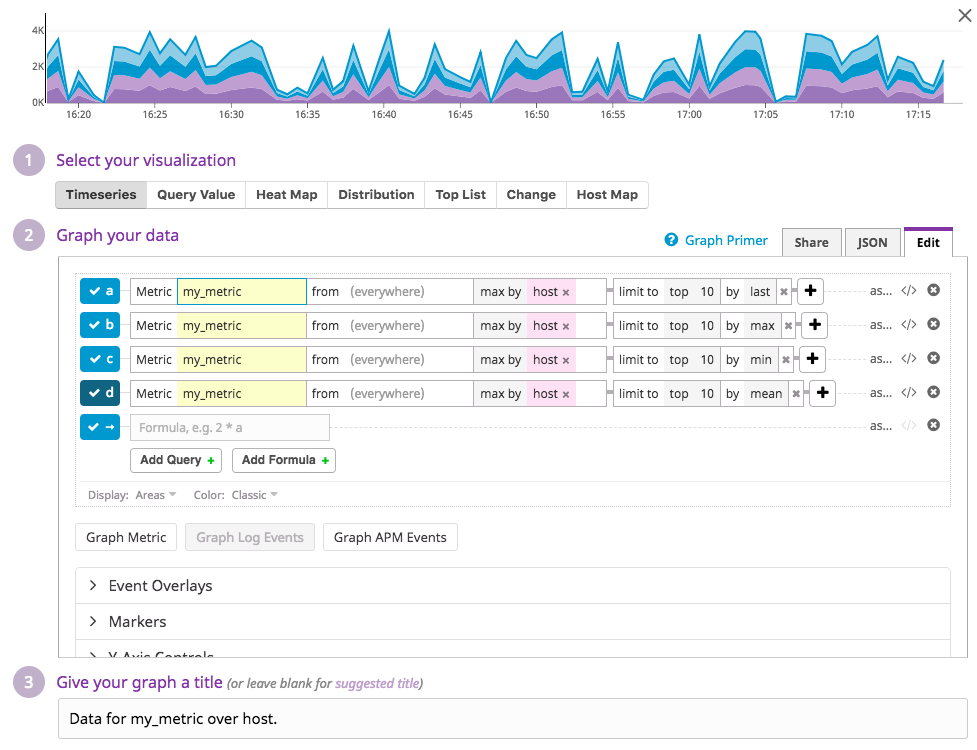 4K
2K
0K
16:20 16:25 16:30 16:35 16:40 16:45 16:50 16:55 17:00 17:05 17:10 17:15
1 Select your visualization
Timeseries Query Value Heat Map Distribution Top List Change Host Map
2 Graph your data
? Graph Primer Share JSON Edit
a Metric my_metric from (everywhere) max by host × limit to top 10 by last × + as... </>
b Metric my_metric from (everywhere) max by host × limit to top 10 by max × + as... </>
c Metric my_metric from (everywhere) max by host × limit to top 10 by min × + as... </>
d Metric my_metric from (everywhere) max by host × limit to top 10 by mean × + as... </>
→ Formula, e.g. 2 * a as... </>
Add Query + Add Formula +
Display: Areas Color: Classic
Graph Metric Graph Log Events Graph APM Events
Event Overlays
Markers
Y-Axis Controls
3 Give your graph a title (or leave blank for suggested title)
Data for my_metric over host.